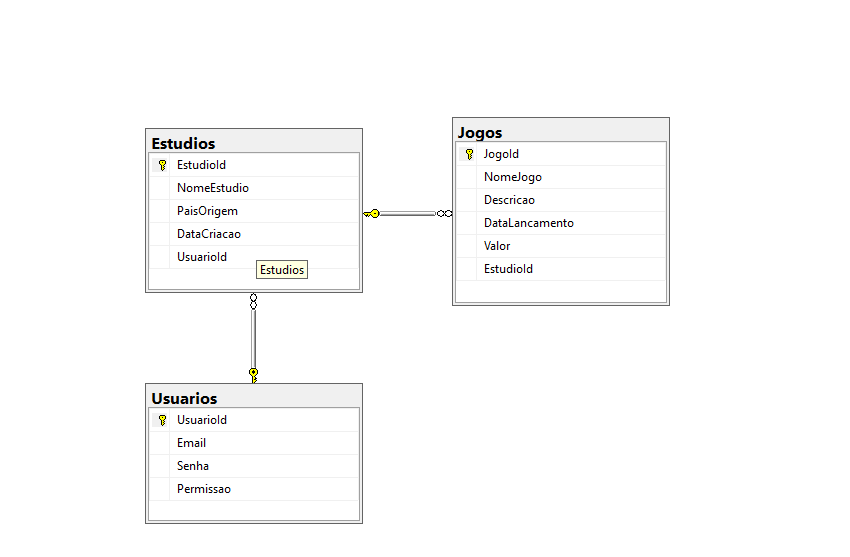 Estudios
EstudioId
NomeEstudio
PaisOrigem
DataCriacao
UsuarioId
Estudios
Jogos
JogoId
NomeJogo
Descricao
DataLancamento
Valor
EstudioId
Usuarios
UsuarioId
Email
Senha
Permissao